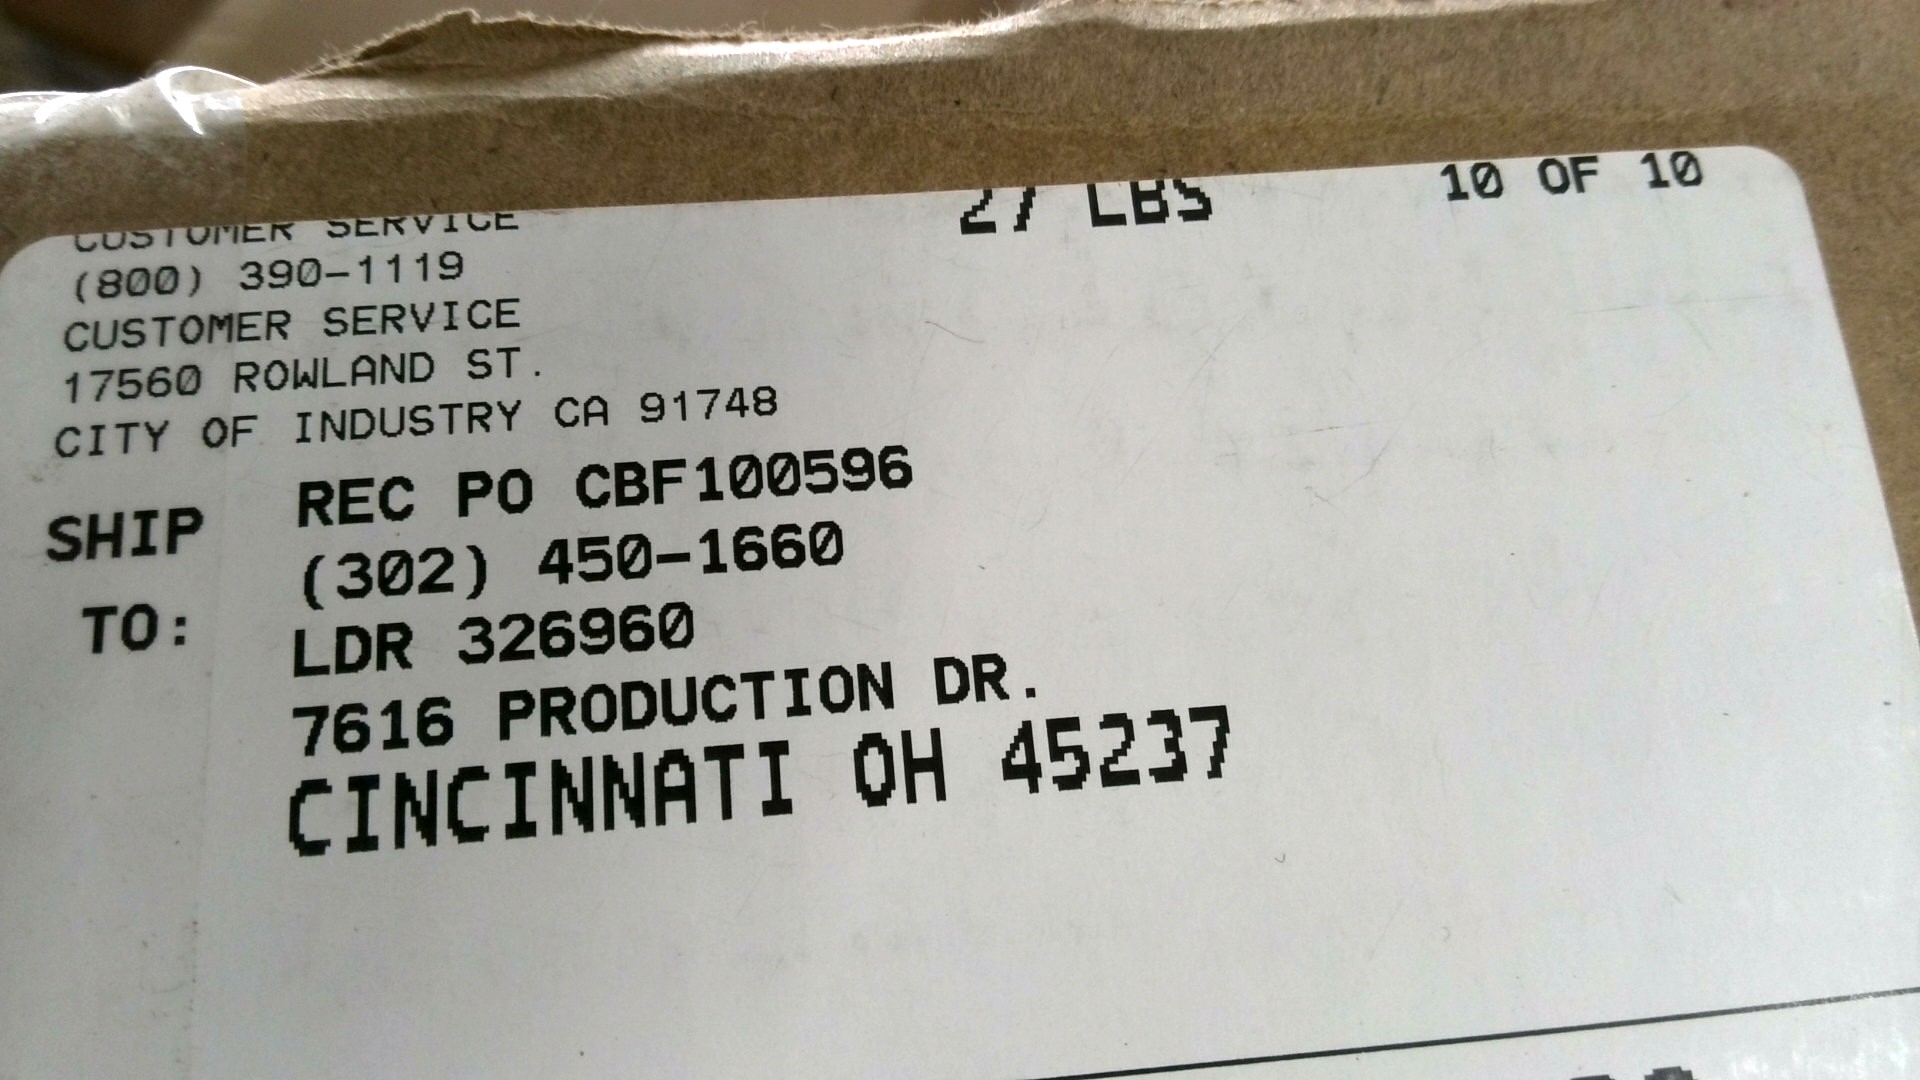 CUSTOMER SERVICE
27 LBS
10 OF 10
(800) 390-1119
CUSTOMER SERVICE
17560 ROWLAND ST.
CITY OF INDUSTRY CA 91748
SHIP TO:
REC PO CBF100596
(302) 450-1660
LDR 326960
7616 PRODUCTION DR.
CINCINNATI OH 45237